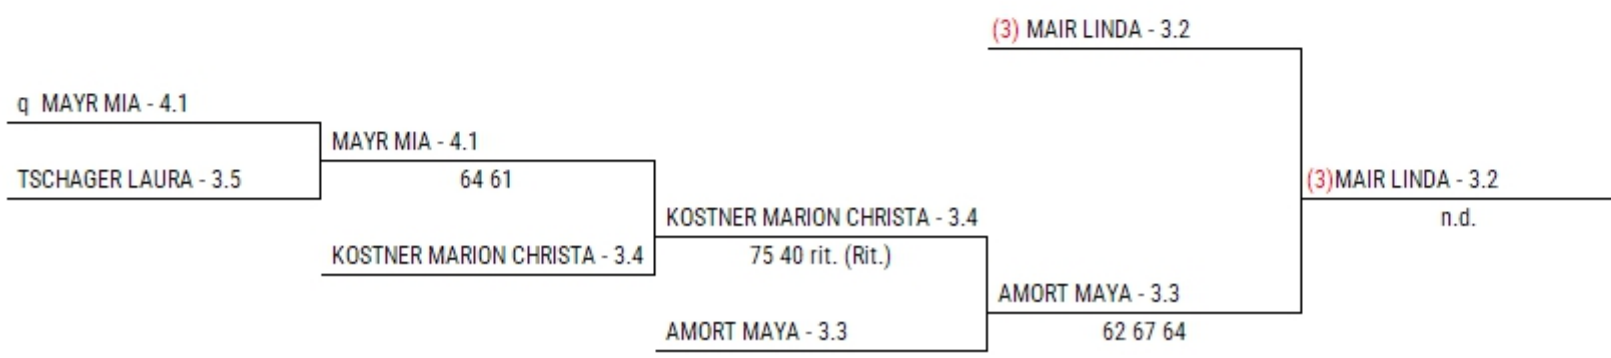 (3) MAIR LINDA - 3.2
q MAYR MIA - 4.1
MAYR MIA - 4.1
TSCHAGER LAURA - 3.5
64 61
(3)MAIR LINDA - 3.2
KOSTNER MARION CHRISTA - 3.4
n.d.
KOSTNER MARION CHRISTA - 3.4
75 40 rit. (Rit.)
AMORT MAYA - 3.3
AMORT MAYA - 3.3
62 67 64